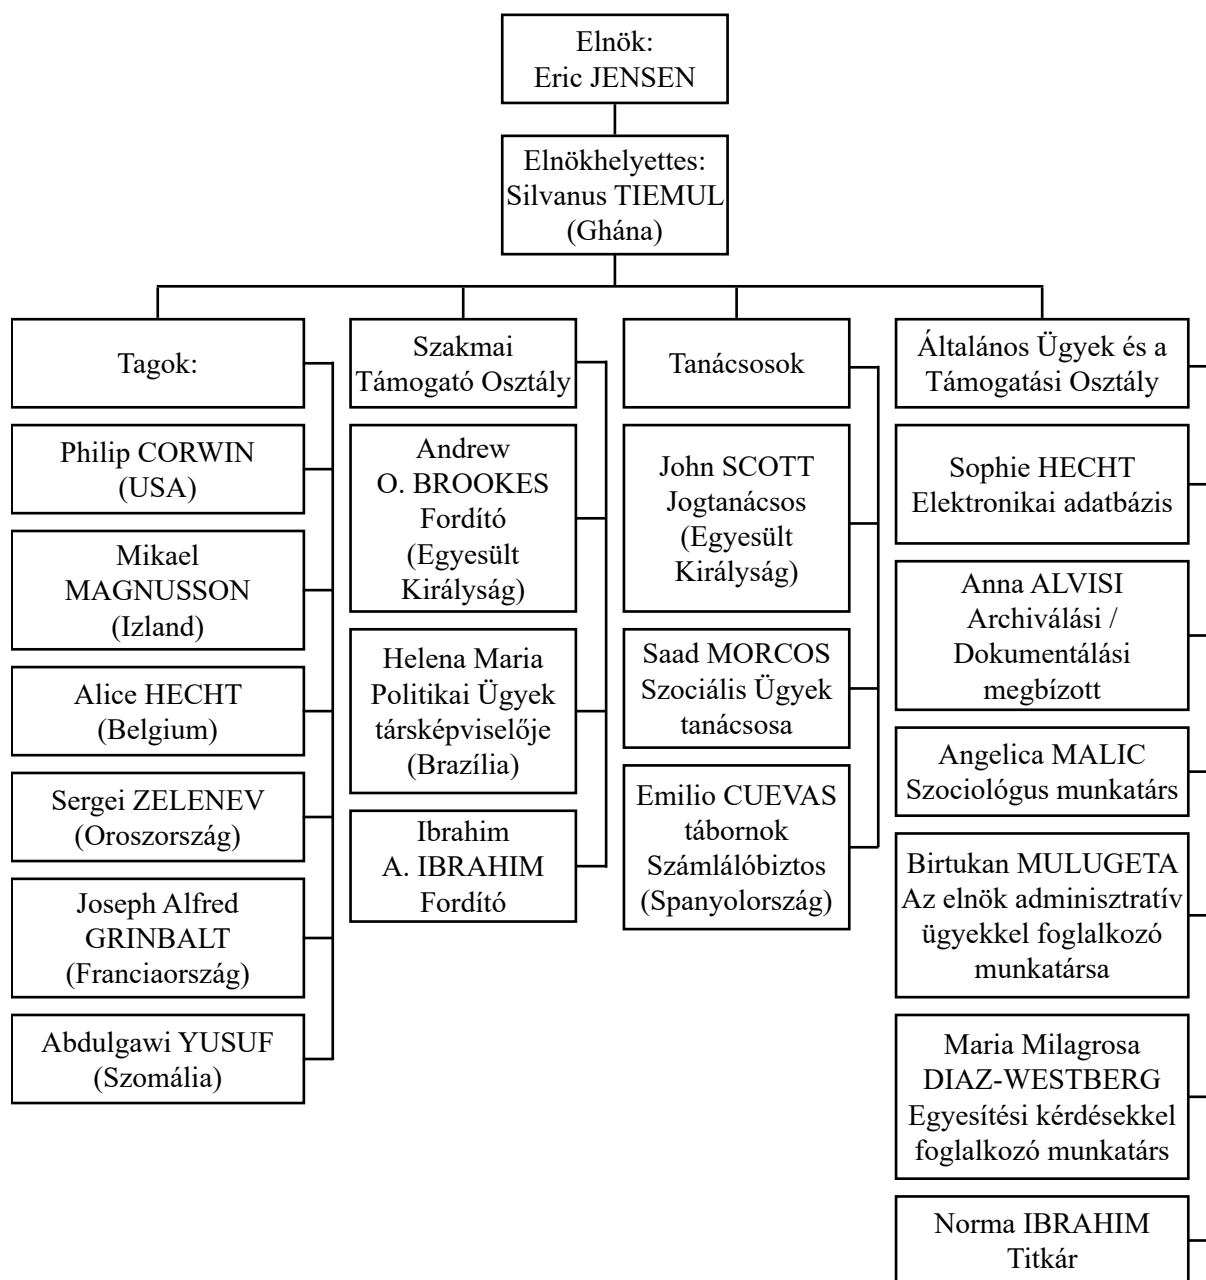 Elnök:
Eric JENSEN
Elnökhelyettes:
Silvanus TIEMUL
(Ghána)
Tagok:
Philip CORWIN
(USA)
Mikael
MAGNUSSON
(Izland)
Alice HECHT
(Belgium)
Sergei ZELENEV
(Oroszország)
Joseph Alfred
GRINBALT
(Franciaország)
Abdulgawi YUSUF
(Szomália)
Szakmai
Támogató Osztály
Andrew
O. BROOKES
Fordító
(Egyesült
Királyság)
Helena Maria
Politikai Ügyek
társképviselője
(Brazília)
Ibrahim
A. IBRAHIM
Fordító
Tanácsosok
John SCOTT
Jogtanácsos
(Egyesült
Királyság)
Saad MORCOS
Szociális Ügyek
tanácsosa
Emilio CUEVAS
tábornok
Számlálóbiztos
(Spanyolország)
Általános Ügyek és a
Támogatási Osztály
Sophie HECHT
Elektronikai adatbázis
Anna ALVISI
Archiválási /
Dokumentálási
megbízott
Angelica MALIC
Szociológus munkatárs
Birtukan MULUGETA
Az elnök adminisztratív
ügyekkel foglalkozó
munkatársa
Maria Milagrosa
DIAZ-WESTBERG
Egyesítési kérdésekkel
foglalkozó munkatárs
Norma IBRAHIM
Titkár